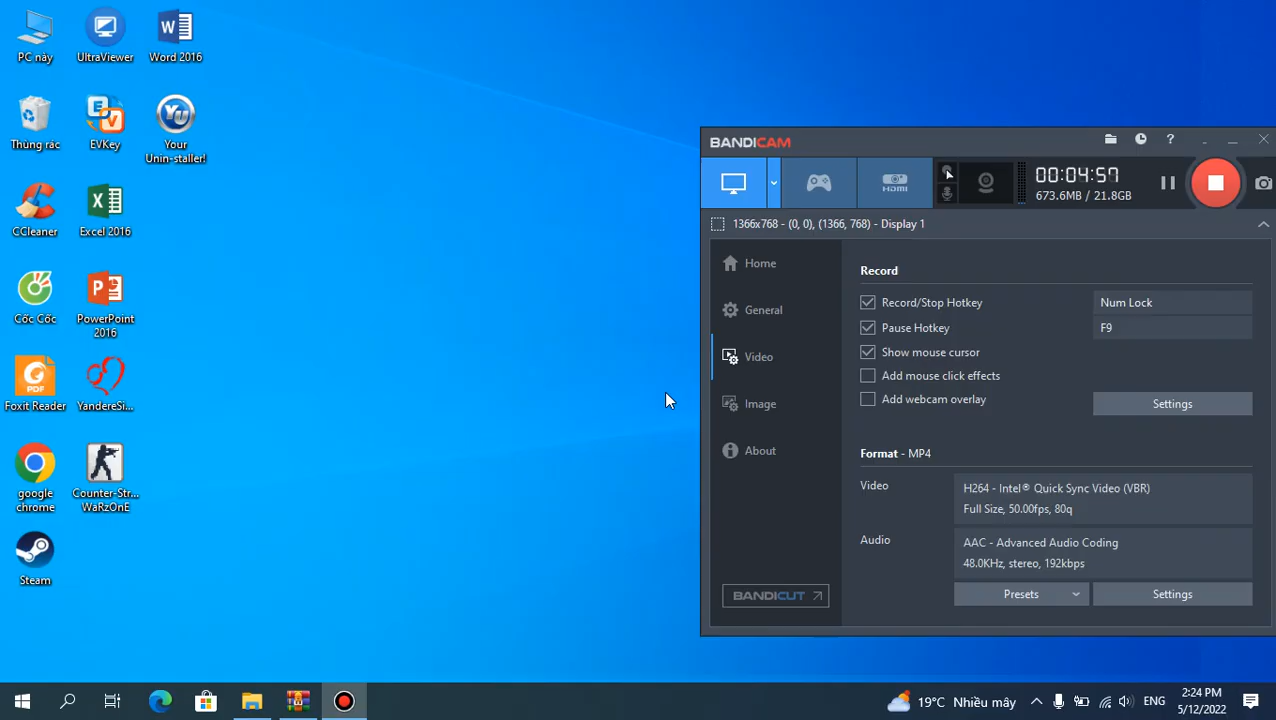 PC này
UltraViewer
Word 2016
Thùng rác
EVKey
Your
Unin-staller!
CCleaner
Excel 2016
Cốc Cốc
PowerPoint
2016
Foxit Reader
YandereSi...
google
chrome
Counter-Str...
WaRzOnE
Steam
BANDICAM
HDMI
00:04:57
673.6MB / 21.8GB
1366x768 - (0, 0), (1366, 768) - Display 1
Home
General
Video
Image
About
BANDICUT
Record
Record/Stop Hotkey
Num Lock
Pause Hotkey
F9
Show mouse cursor
Add mouse click effects
Add webcam overlay
Settings
Format - MP4
Video
H264 - Intel® Quick Sync Video (VBR)
Full Size, 50.00fps, 80q
Audio
AAC - Advanced Audio Coding
48.0KHz, stereo, 192kbps
Presets
Settings
19°C Nhiều mây
ENG
2:24 PM
5/12/2022